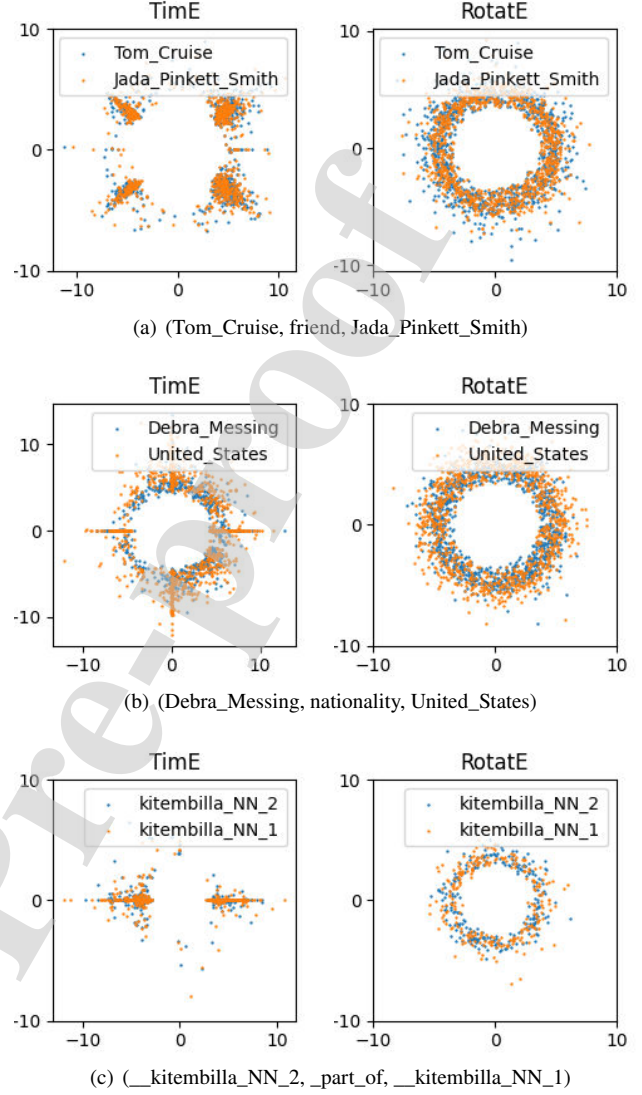 TimE
RotatE
10
Tom_Cruise
Jada_Pinkett_Smith
0
-10
−10
0
10
10
Tom_Cruise
Jada_Pinkett_Smith
0
-10
−10
0
10
(a) (Tom_Cruise, friend, Jada_Pinkett_Smith)
TimE
RotatE
10
Debra_Messing
United_States
0
-10
−10
0
10
10
Debra_Messing
United_States
0
-10
−10
0
10
(b) (Debra_Messing, nationality, United_States)
TimE
RotatE
10
kitembilla_NN_2
kitembilla_NN_1
0
-10
−10
0
10
10
kitembilla_NN_2
kitembilla_NN_1
0
-10
−10
0
10
(c) (__kitembilla_NN_2, _part_of, __kitembilla_NN_1)
Pre-proof